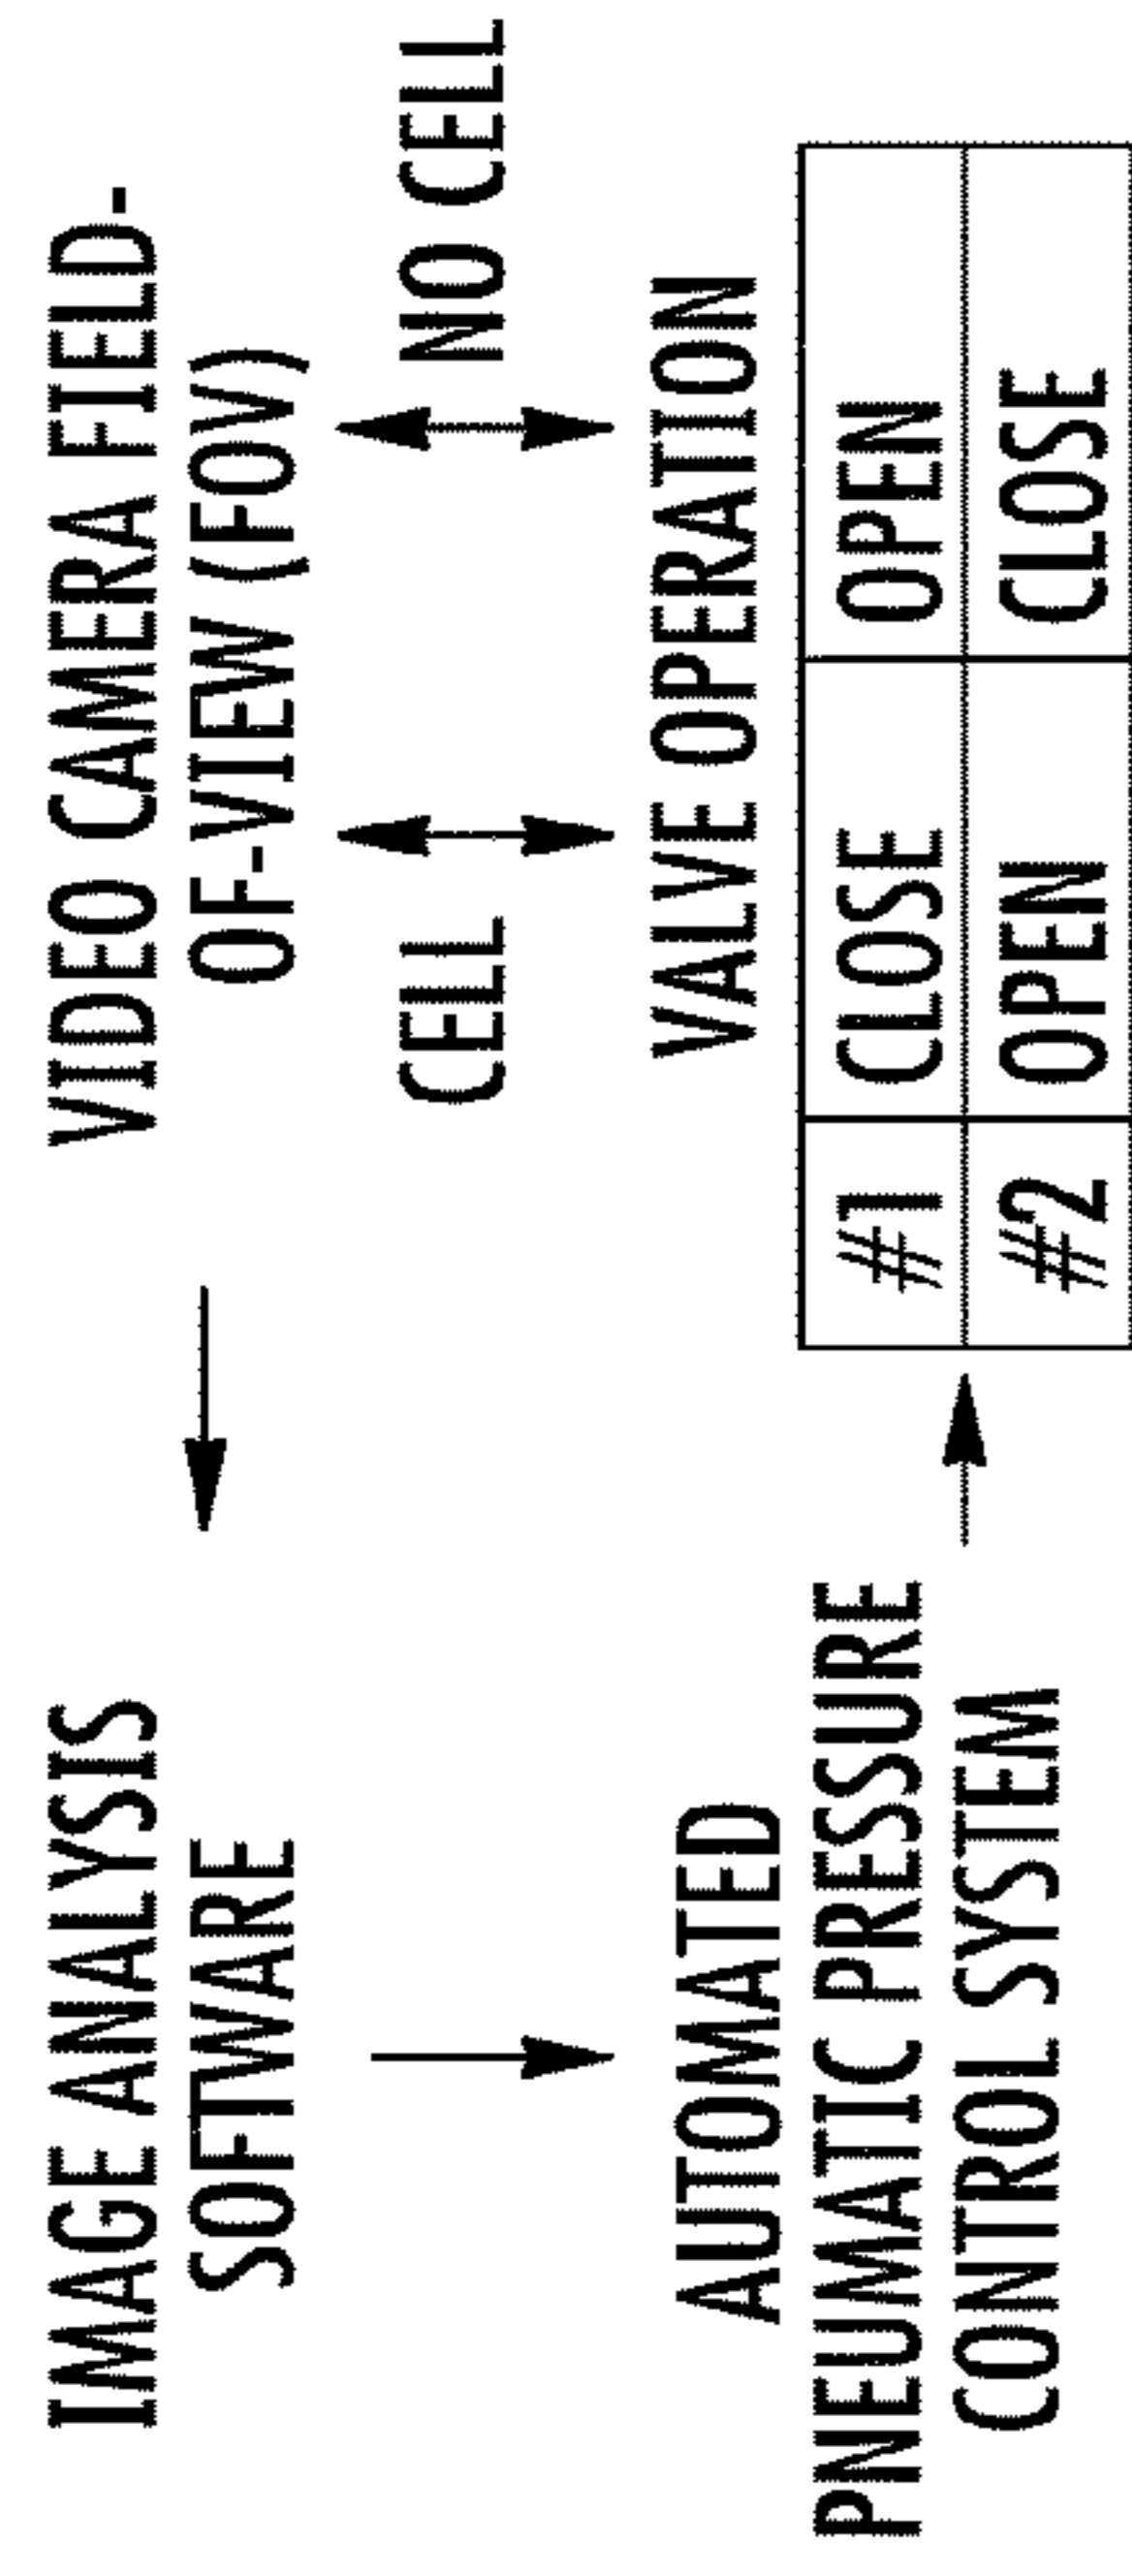 IMAGE ANALYSIS
SOFTWARE
VIDEO CAMERA FIELD-
OF-VIEW (FOV)
CELL
NO CELL
AUTOMATED
PNEUMATIC PRESSURE
CONTROL SYSTEM
VALVE OPERATION
#1 CLOSE OPEN
#2 OPEN CLOSE